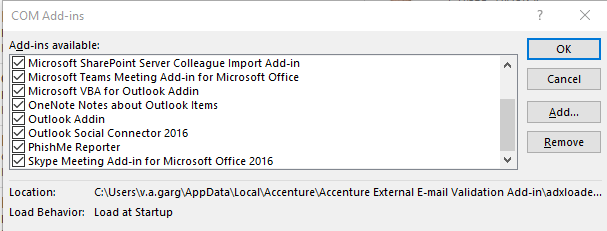 COM Add-ins
?
Add-ins available:
Microsoft SharePoint Server Colleague Import Add-in
Microsoft Teams Meeting Add-in for Microsoft Office
Microsoft VBA for Outlook Addin
OneNote Notes about Outlook Items
Outlook Addin
Outlook Social Connector 2016
PhishMe Reporter
Skype Meeting Add-in for Microsoft Office 2016
OK
Cancel
Add...
Remove
Location: C:\Users\v.a.garg\AppData\Local\Accenture\Accenture External E-mail Validation Add-in\adxloade...
Load Behavior: Load at Startup